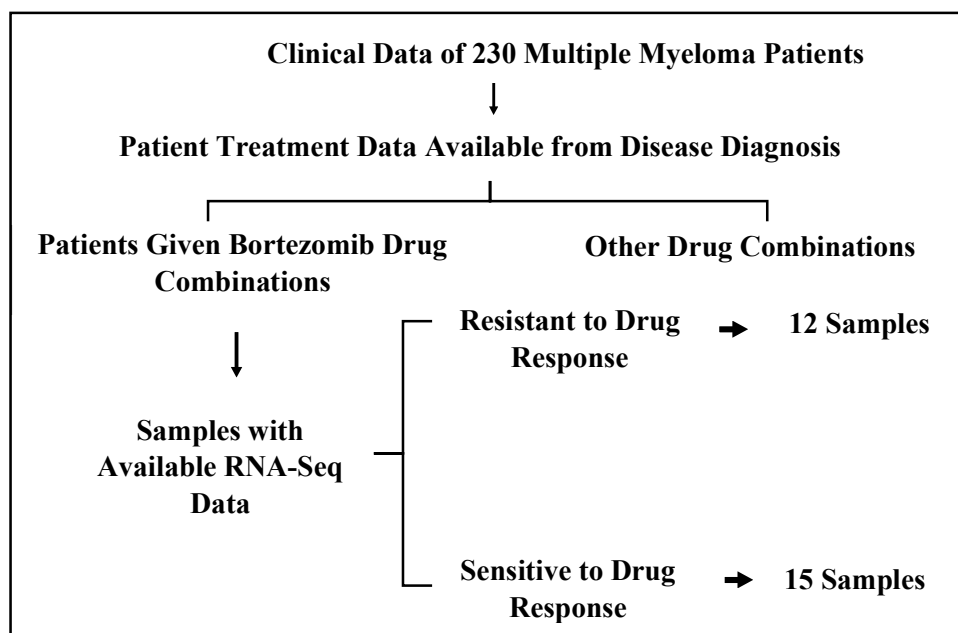 Clinical Data of 230 Multiple Myeloma Patients
Patient Treatment Data Available from Disease Diagnosis
Patients Given Bortezomib Drug
Combinations
Other Drug Combinations
Resistant to Drug
Response
12 Samples
Samples with
Available RNA-Seq
Data
Sensitive to Drug
Response
15 Samples